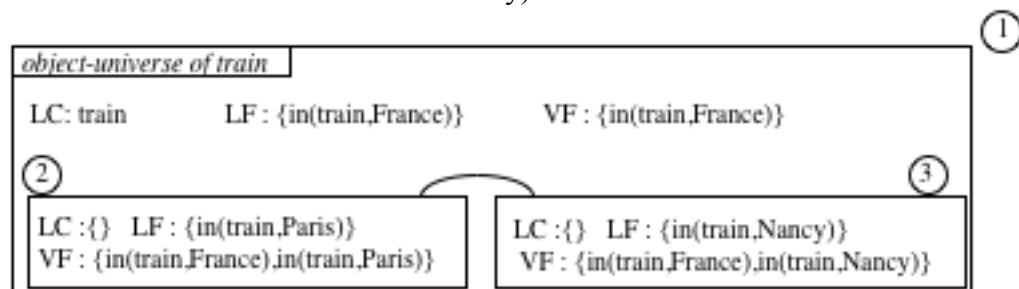 y)
1
object-universe of train
LC: train LF : {in(train,France)} VF : {in(train,France)}
2 3
LC :{} LF : {in(train,Paris)}
VF : {in(train,France),in(train,Paris)}
LC :{} LF : {in(train,Nancy)}
VF : {in(train,France),in(train,Nancy)}